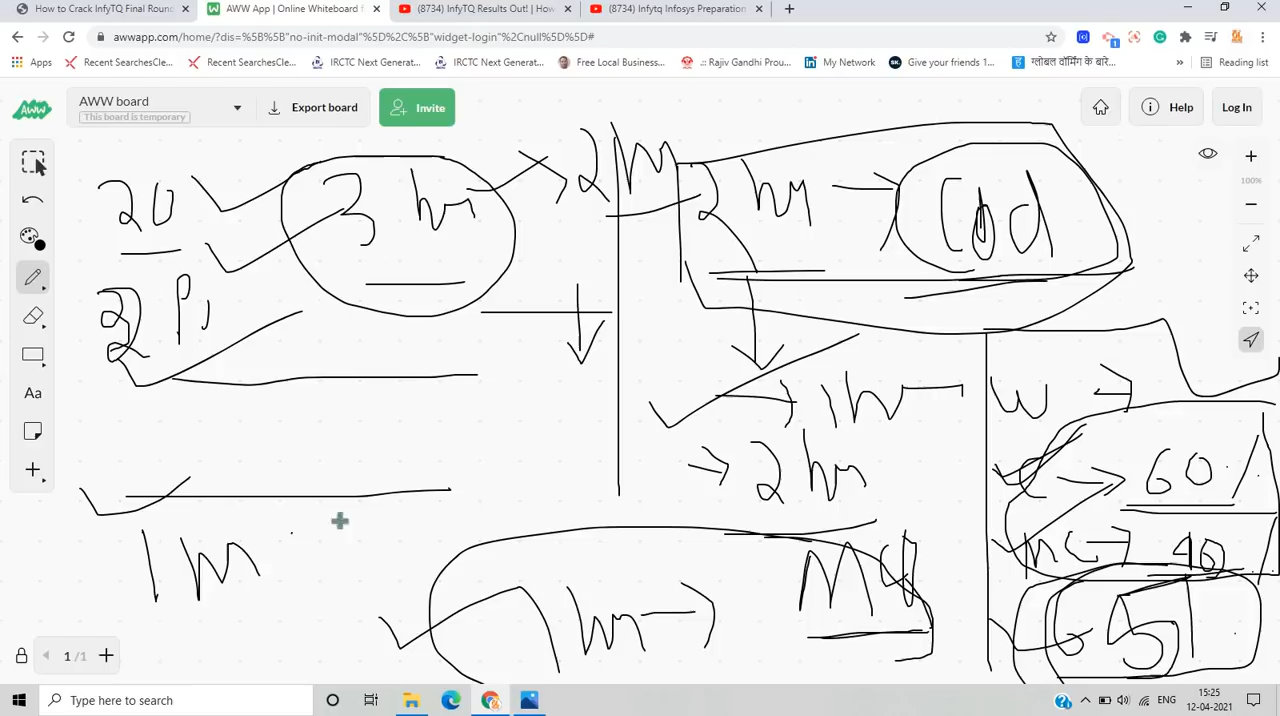 How to Crack InfyTQ Final Roun
AWW App | Online Whiteboard f
(8734) InfyTQ Results Out! | How
(8734) Infytq Infosys Preparation
awwapp.com/home/?dis=%5B%5B"no-init-modal"%5D%2C%5B"widget-login"%2Cnull%5D%5D#
Apps
Recent SearchesCle...
Recent SearchesCle...
IRCTC Next Generat...
IRCTC Next Generat...
Free Local Business...
.:: Rajiv Gandhi Prou...
My Network
Give your friends 1...
ग्लोबल वॉर्मिंग के बारे...
»
Reading list
AWW
AWW board
This board is temporary
Export board
Invite
Help
Log In
100%
Aa
20
3 hr
2 hr
2 hr
Cod
1 hr
2 hr
60%
40
1 hr
1 hr
65
1 / 1
Type here to search
ENG
15:25
12-04-2021